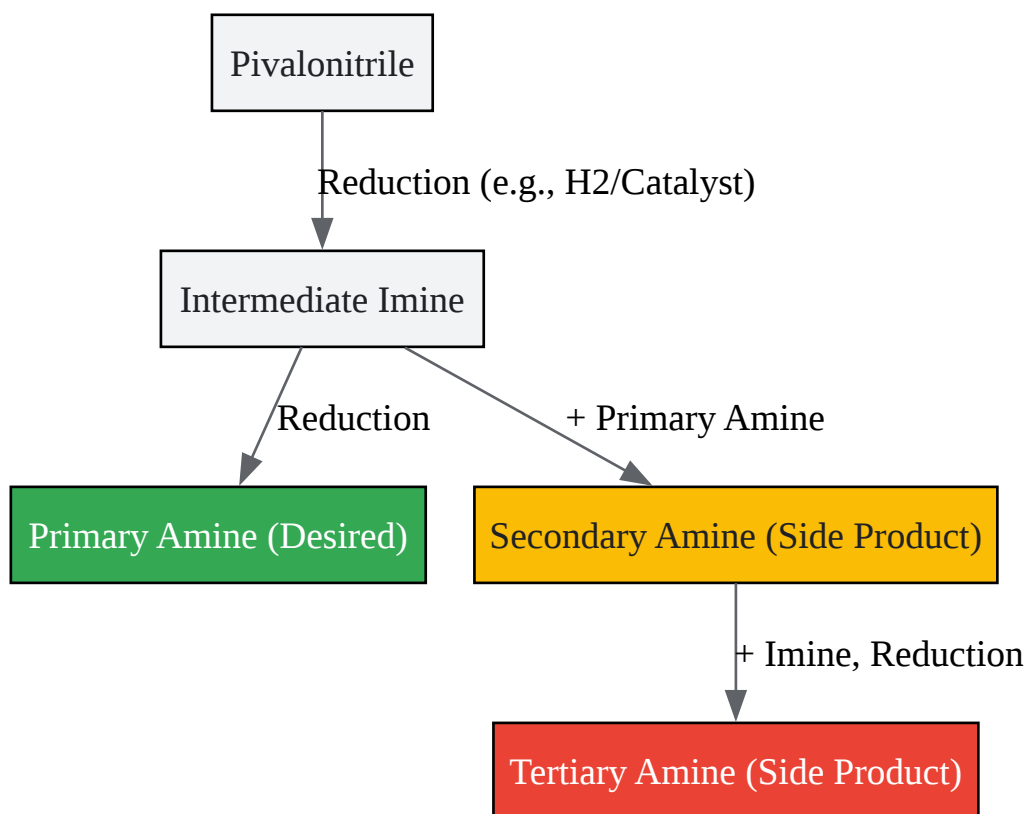 Pivalonitrile
Reduction (e.g., H2/Catalyst)
Intermediate Imine
Reduction
+ Primary Amine
Primary Amine (Desired)
Secondary Amine (Side Product)
+ Imine, Reduction
Tertiary Amine (Side Product)